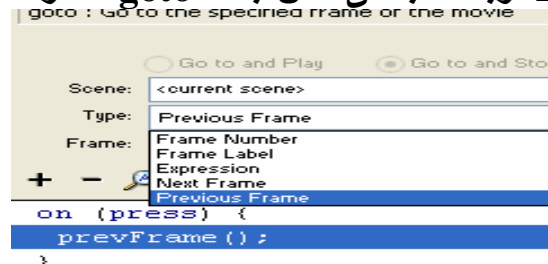 goto : Go to the specified frame of the movie
Go to and Play Go to and Sto
Scene: <current scene>
Type: Previous Frame
Frame: Frame Number
Frame Label
Expression
Next Frame
Previous Frame
+ -
on (press) {
prevFrame();
}